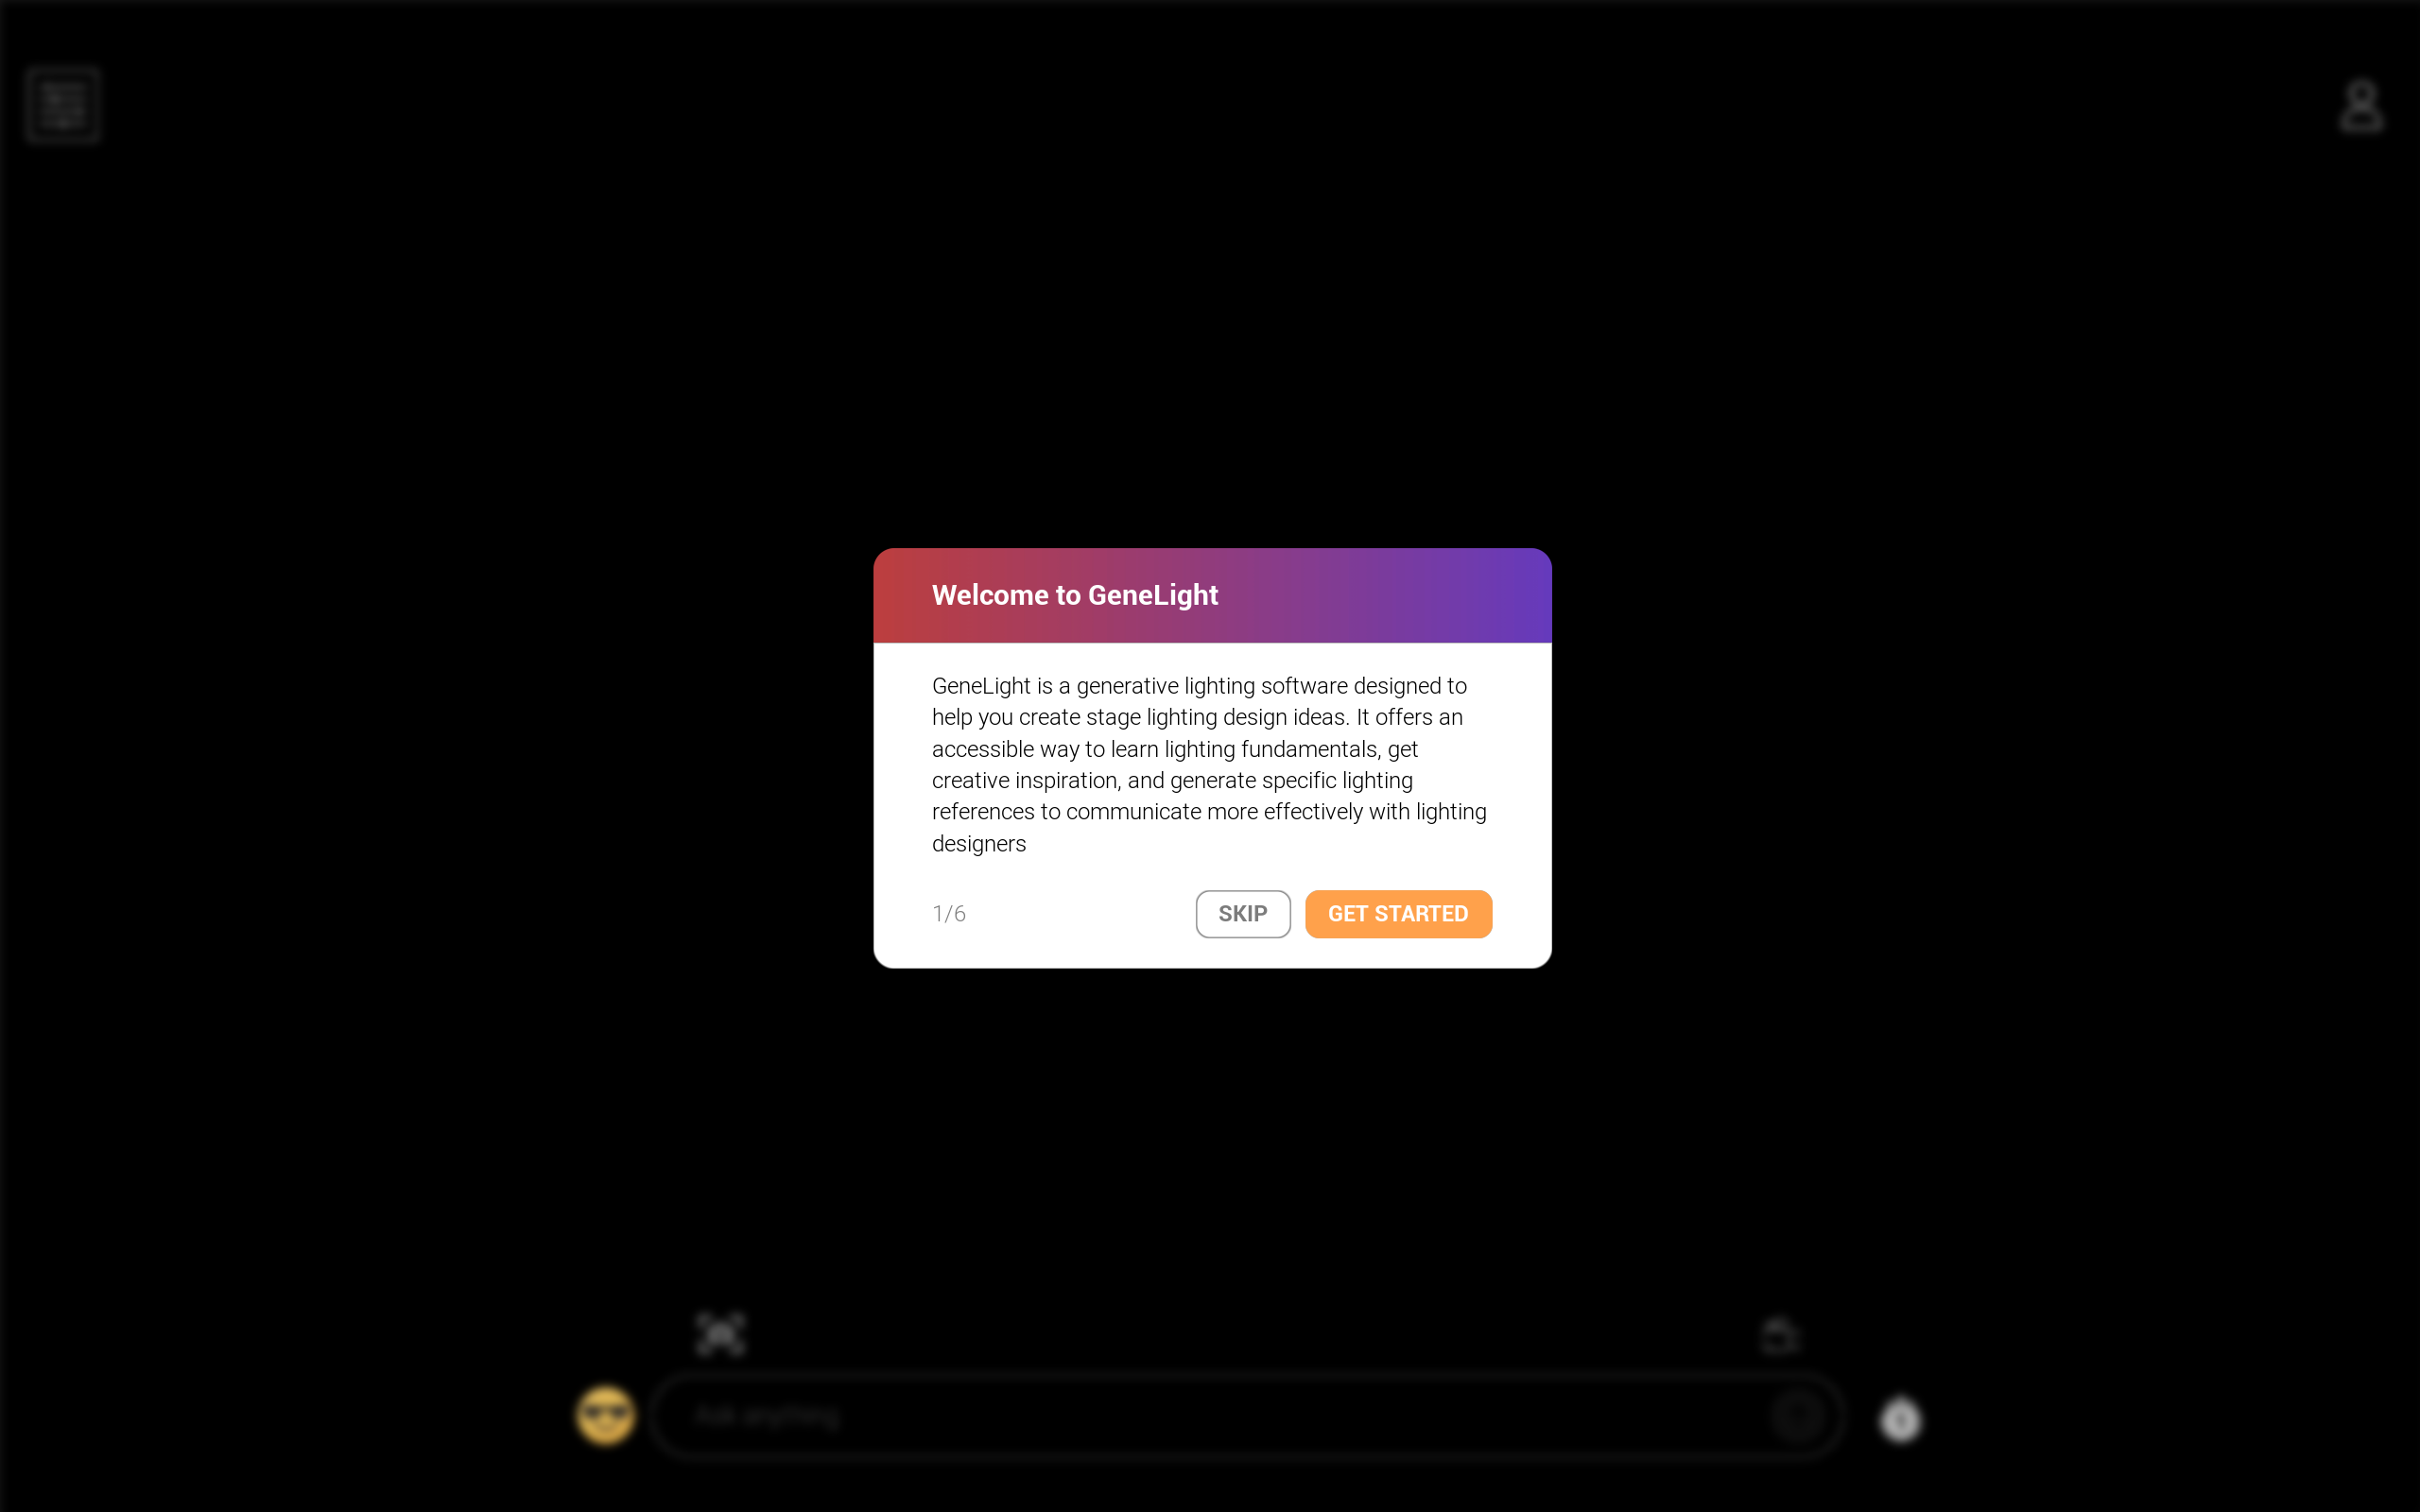 Welcome to GeneLight
GeneLight is a generative lighting software designed to
help you create stage lighting design ideas. It offers an
accessible way to learn lighting fundamentals, get
creative inspiration, and generate specific lighting
references to communicate more effectively with lighting
designers
1/6
SKIP
GET STARTED
Ask anything